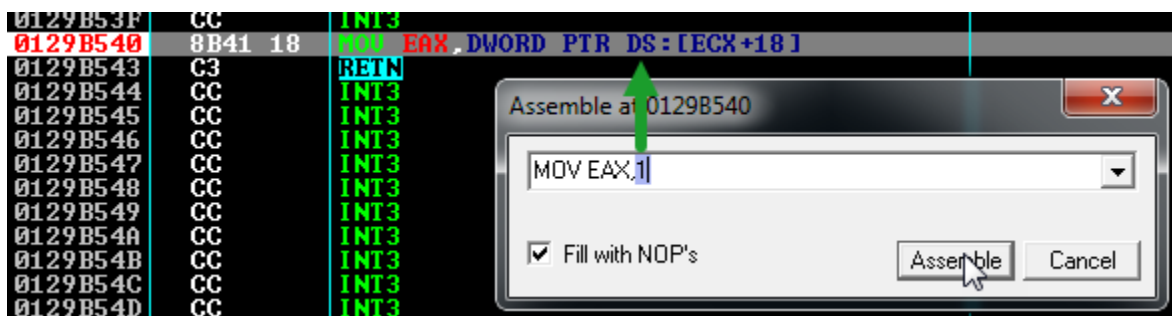 0129B53F CC INT3
0129B540 8B41 18 MOV EAX,DWORD PTR DS:[ECX+18]
0129B543 C3 RETN
0129B544 CC INT3
0129B545 CC INT3
0129B546 CC INT3
0129B547 CC INT3
0129B548 CC INT3
0129B549 CC INT3
0129B54A CC INT3
0129B54B CC INT3
0129B54C CC INT3
0129B54D CC INT3
Assemble at 0129B540
MOV EAX,1
Fill with NOP's
Assemble Cancel